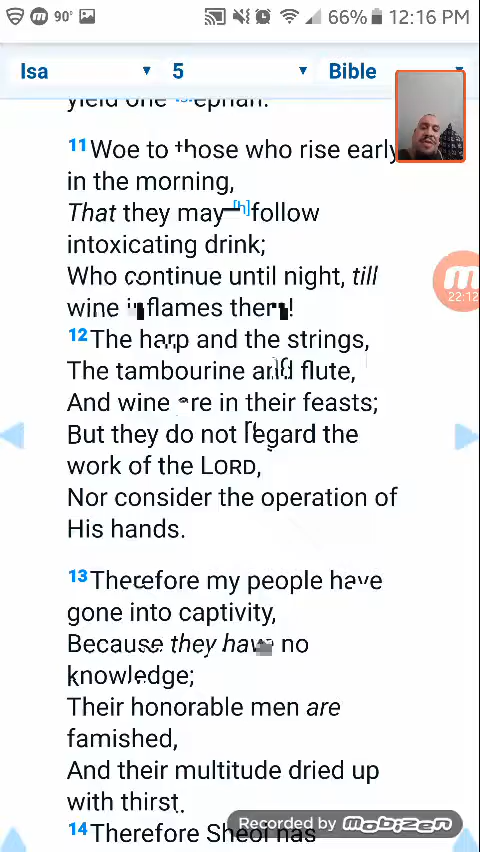 90° 66% 12:16 PM
Isa 5 Bible
yield one ephah.
11 Woe to those who rise early
in the morning,
That they may [h]follow
intoxicating drink;
Who continue until night, till
wine inflames them!
22:12
12 The harp and the strings,
The tambourine and flute,
And wine are in their feasts;
But they do not regard the
work of the LORD,
Nor consider the operation of
His hands.
13 Therefore my people have
gone into captivity,
Because they have no
knowledge;
Their honorable men are
famished,
And their multitude dried up
with thirst.
Recorded by mobizen
14 Therefore Sheol has